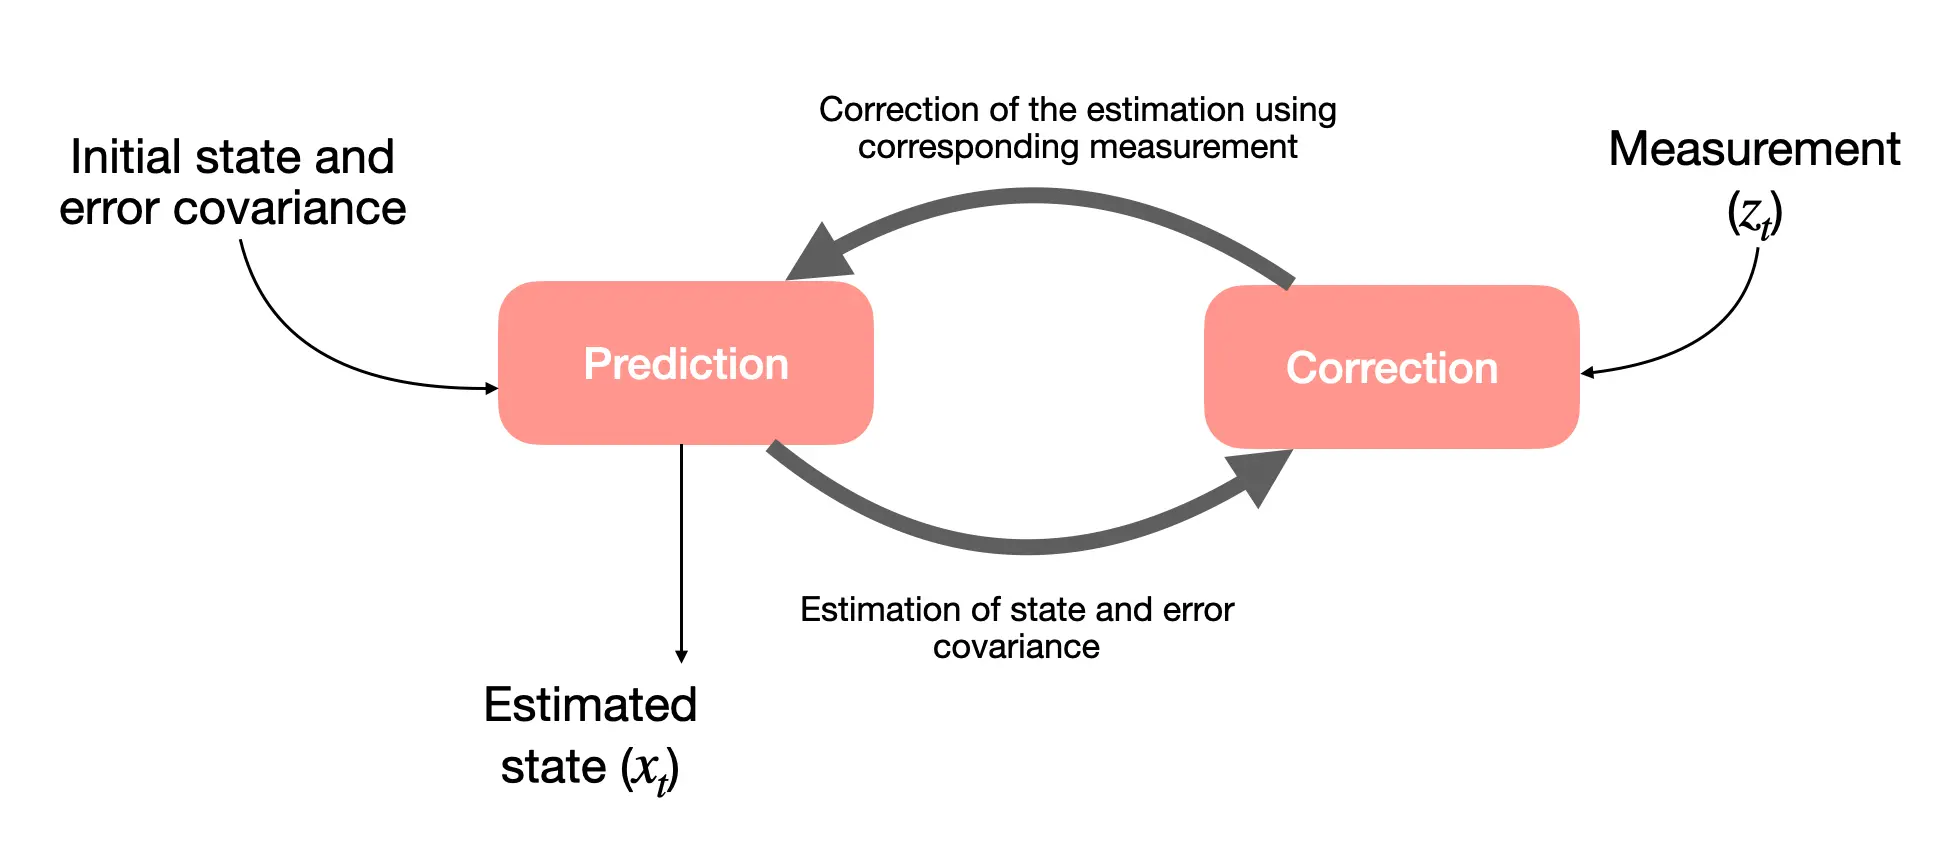 Correction of the estimation using
corresponding measurement
Initial state and
error covariance
Measurement
(z_t)
Prediction
Correction
Estimation of state and error
covariance
Estimated
state (x_t)